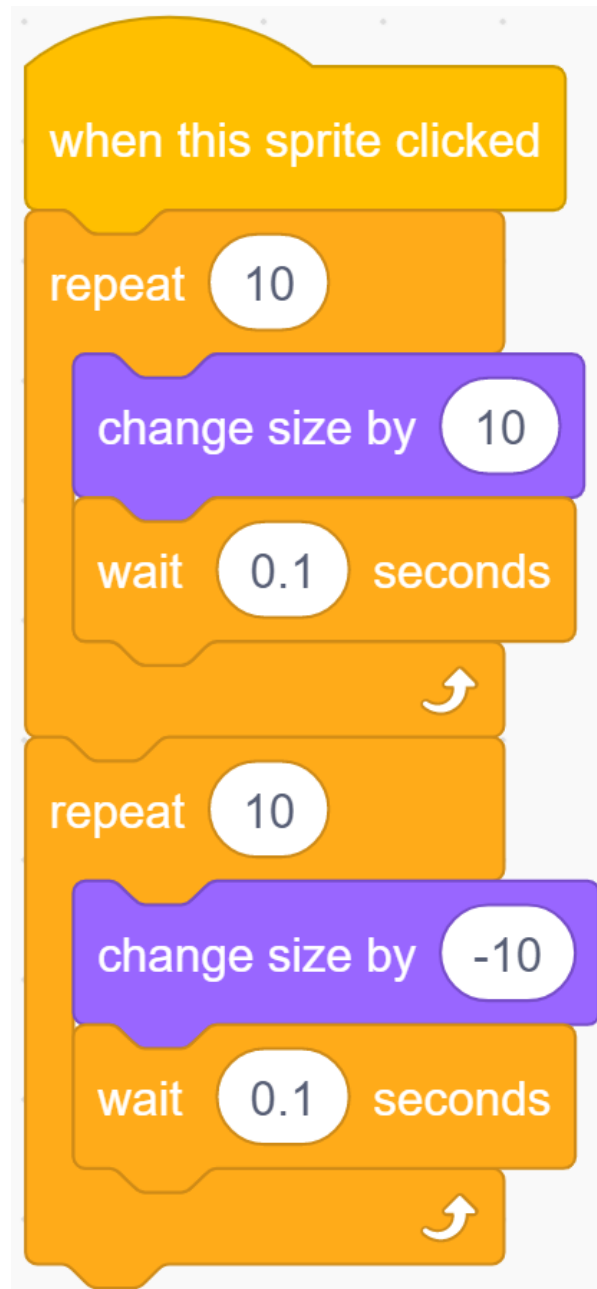 when this sprite clicked
repeat 10
change size by 10
wait 0.1 seconds
repeat 10
change size by -10
wait 0.1 seconds